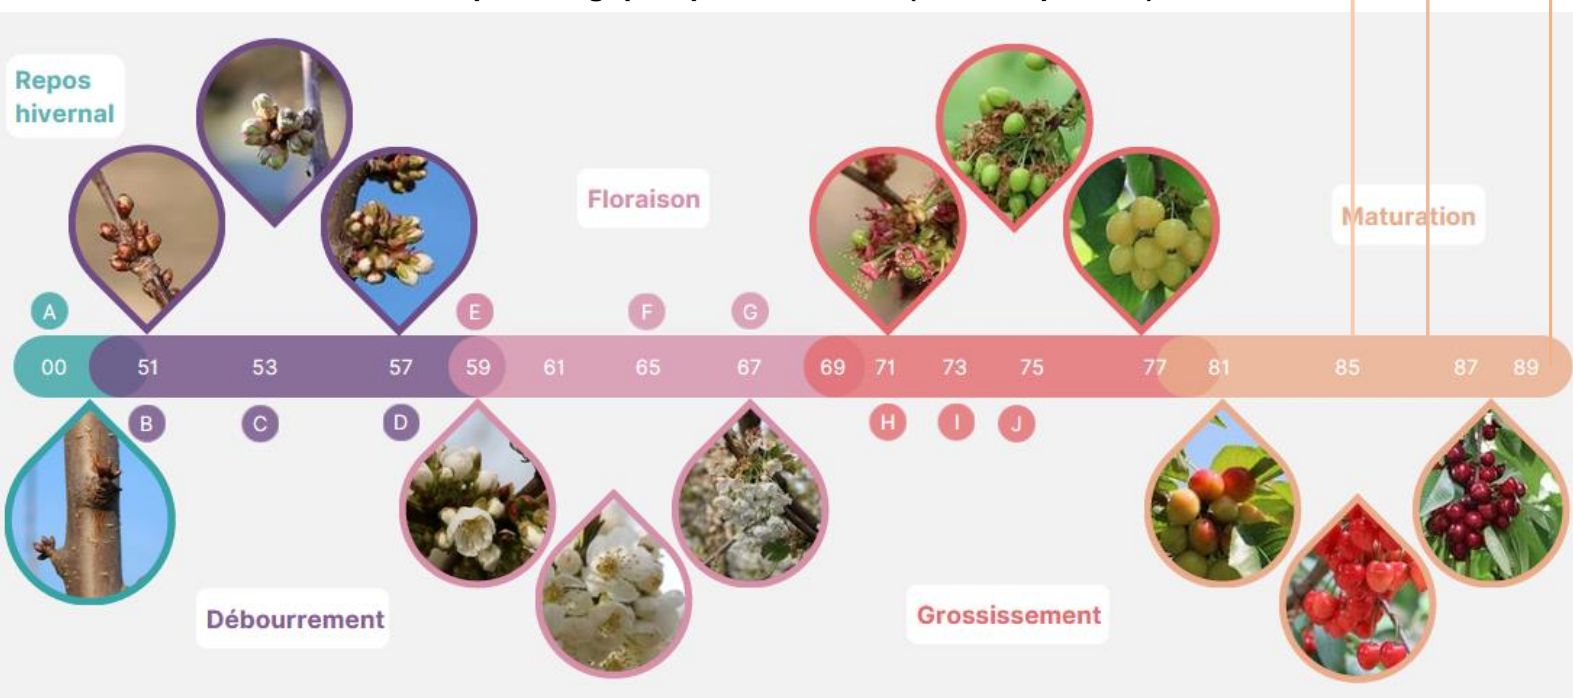 Repos
hivernal
Floraison
Maturation
A
E
F
G
00
51
53
57
59
61
65
67
69
71
73
75
77
81
85
87
89
B
C
D
H
I
J
Débourrement
Grossissement